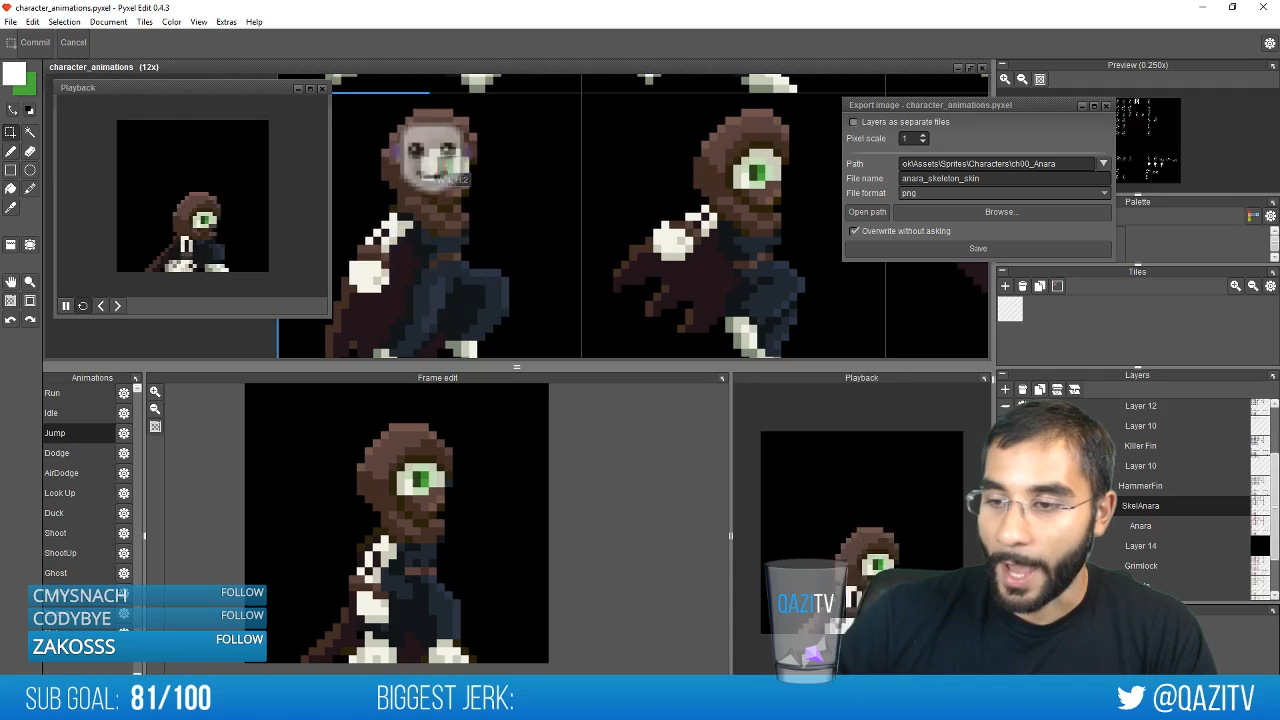 character_animations.pyxel - Pyxel Edit 0.4.3
File Edit Selection Document Tiles Color View Extras Help
Commit Cancel
character_animations (12x)
Playback
Preview (0.250x)
Export image - character_animations.pyxel
Layers as separate files
Pixel scale 1
Path ok\Assets\Sprites\Characters\ch00_Anara
File name anara_skeleton_skin
File format png
Open path Browse...
Overwrite without asking
Save
Palette
Tiles
Animations
Frame edit
Playback
Layers
Run
Idle
Jump
Dodge
AirDodge
Look Up
Duck
Shoot
ShootUp
Ghost
Layer 12
Layer 10
Killer Fin
Layer 10
HammerFin
SkelAnara
Anara
Layer 14
Grimlock
CMYSNACH FOLLOW
CODYBYE FOLLOW
ZAKOSSS FOLLOW
QAZITV
SUB GOAL: 81/100 BIGGEST JERK: @QAZITV